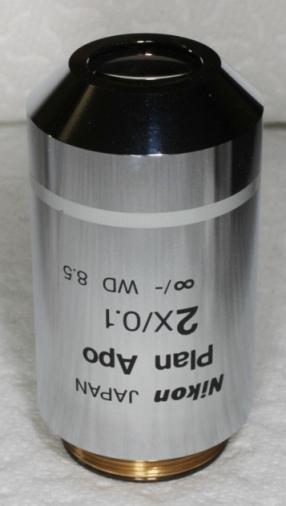 Nikon JAPAN
Plan Apo
2X/0.1
∞/- WD 8.5